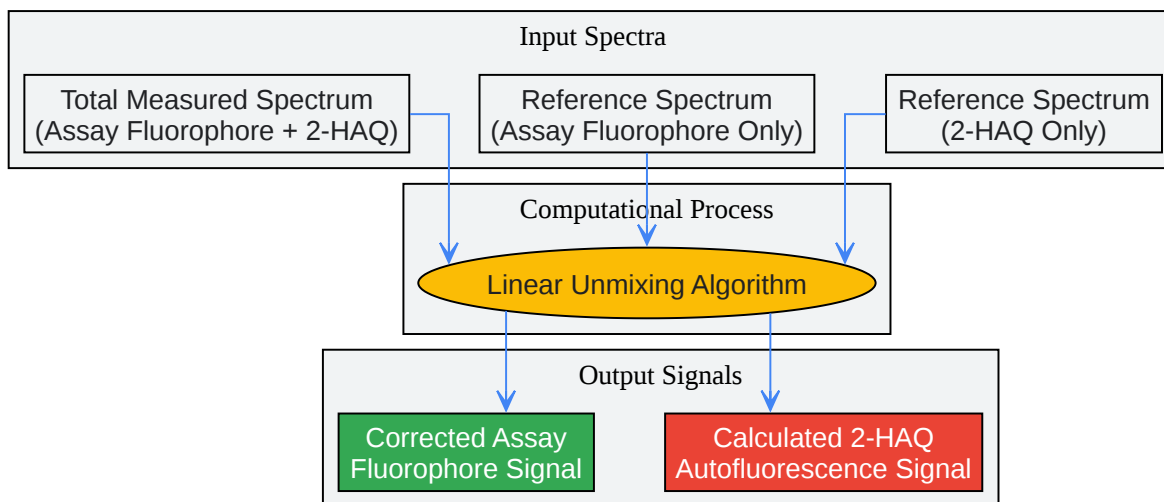 Input Spectra
Total Measured Spectrum
(Assay Fluorophore + 2-HAQ)
Reference Spectrum
(Assay Fluorophore Only)
Reference Spectrum
(2-HAQ Only)
Computational Process
Linear Unmixing Algorithm
Output Signals
Corrected Assay
Fluorophore Signal
Calculated 2-HAQ
Autofluorescence Signal